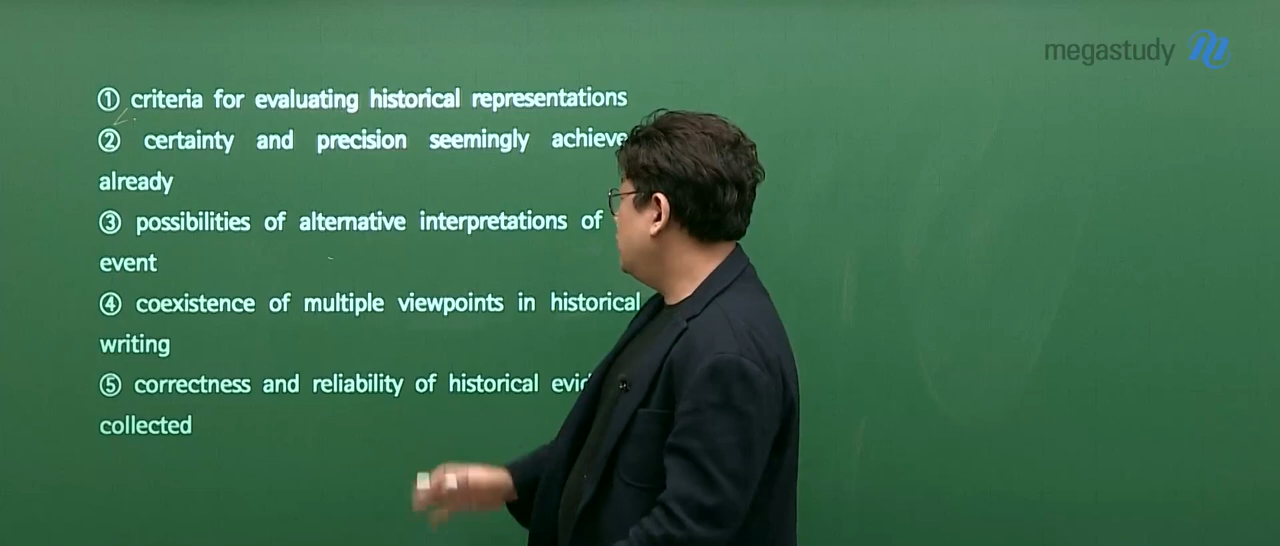 megastudy
① criteria for evaluating historical representations
② certainty and precision seemingly
already
③ possibilities of alternative interpretations of
event
④ coexistence of multiple viewpoints in historical
writing
⑤ correctness and reliability of historical
collected